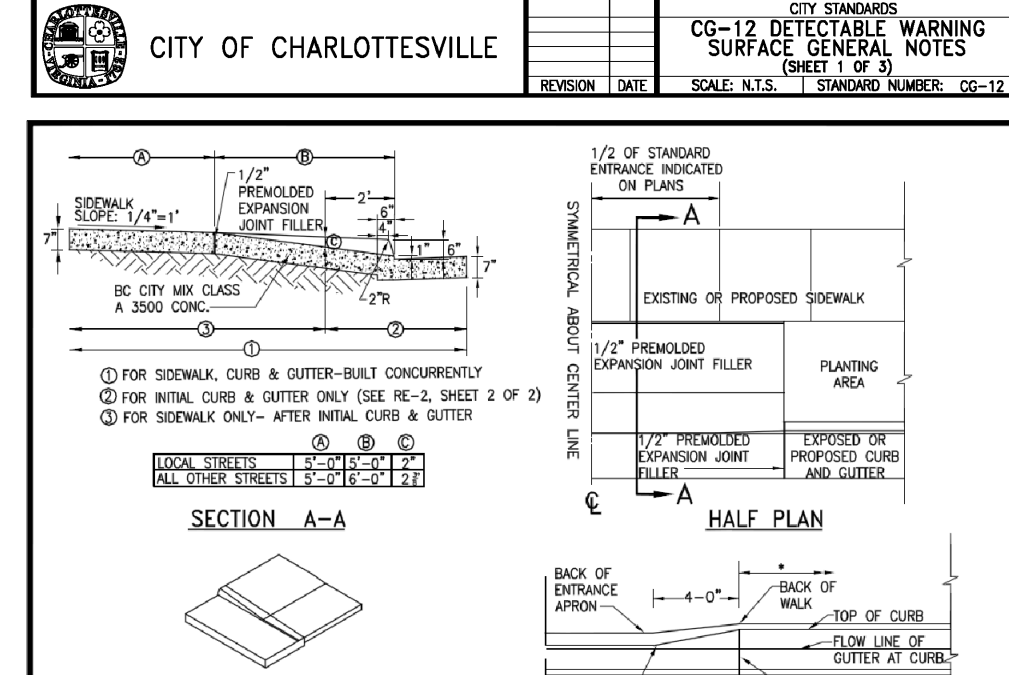 CHARLOTTESVILLE
VIRGINIA
CITY OF CHARLOTTESVILLE
REVISION DATE
CITY STANDARDS
CG-12 DETECTABLE WARNING
SURFACE GENERAL NOTES
(SHEET 1 OF 3)
SCALE: N.T.S. STANDARD NUMBER: CG-12
A B
1/2"
PREMOLDED
EXPANSION
JOINT FILLER
2'
6"
4"
SIDEWALK
SLOPE: 1/4"=1'
7"
C
1"
6"
7"
BC CITY MIX CLASS
A 3500 CONC.
2"R
3 2
1
1 FOR SIDEWALK, CURB & GUTTER-BUILT CONCURRENTLY
2 FOR INITIAL CURB & GUTTER ONLY (SEE RE-2, SHEET 2 OF 2)
3 FOR SIDEWALK ONLY- AFTER INITIAL CURB & GUTTER
A B C
LOCAL STREETS 5'-0" 5'-0" 2"
ALL OTHER STREETS 5'-0" 6'-0"
SECTION A-A
1/2 OF STANDARD
ENTRANCE INDICATED
ON PLANS
A
SYMMETRICAL ABOUT CENTER LINE
EXISTING OR PROPOSED SIDEWALK
1/2" PREMOLDED
EXPANSION JOINT FILLER
PLANTING
AREA
1/2" PREMOLDED
EXPANSION JOINT
FILLER
EXPOSED OR
PROPOSED CURB
AND GUTTER
A
CL
HALF PLAN
BACK OF
ENTRANCE
APRON
4-0"
*
BACK OF
WALK
TOP OF CURB
FLOW LINE OF
GUTTER AT CURB